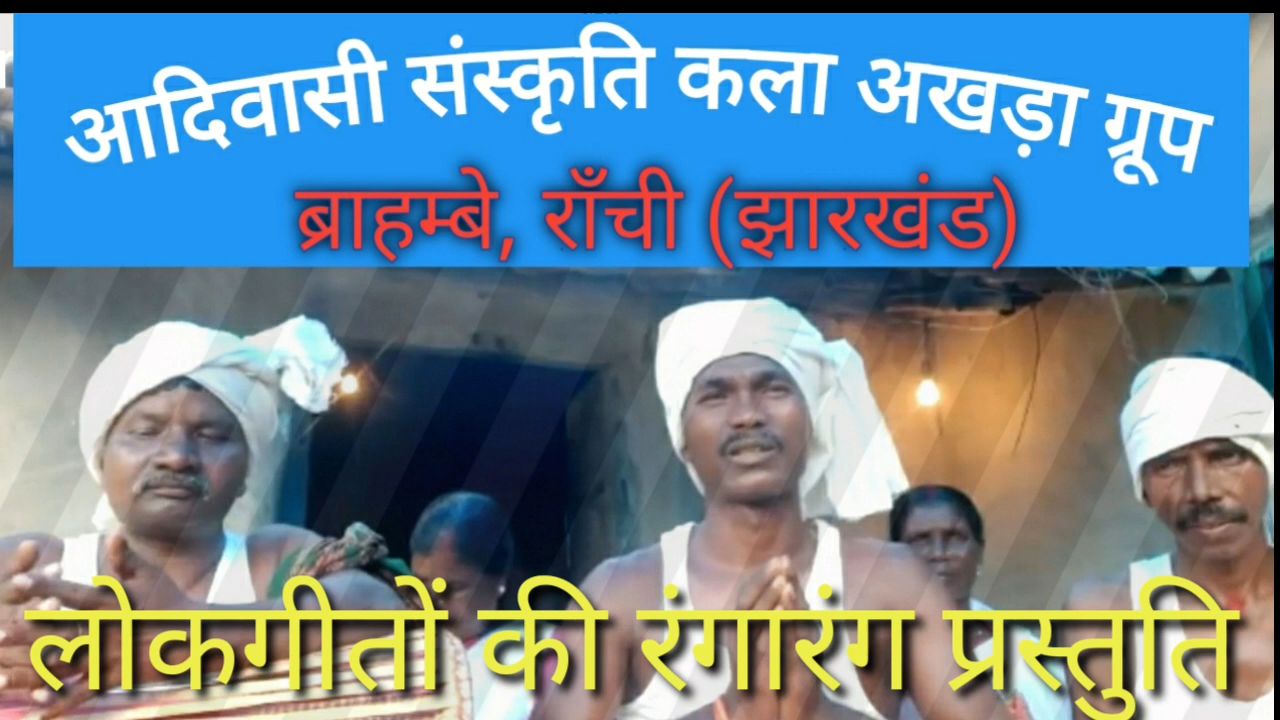 आदिवासी संस्कृति कला अखड़ा ग्रूप
ब्राहम्बे, राँची (झारखंड)
लोकगीतों की रंगारंग प्रस्तुति